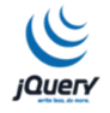 jQuery
write less, do more.